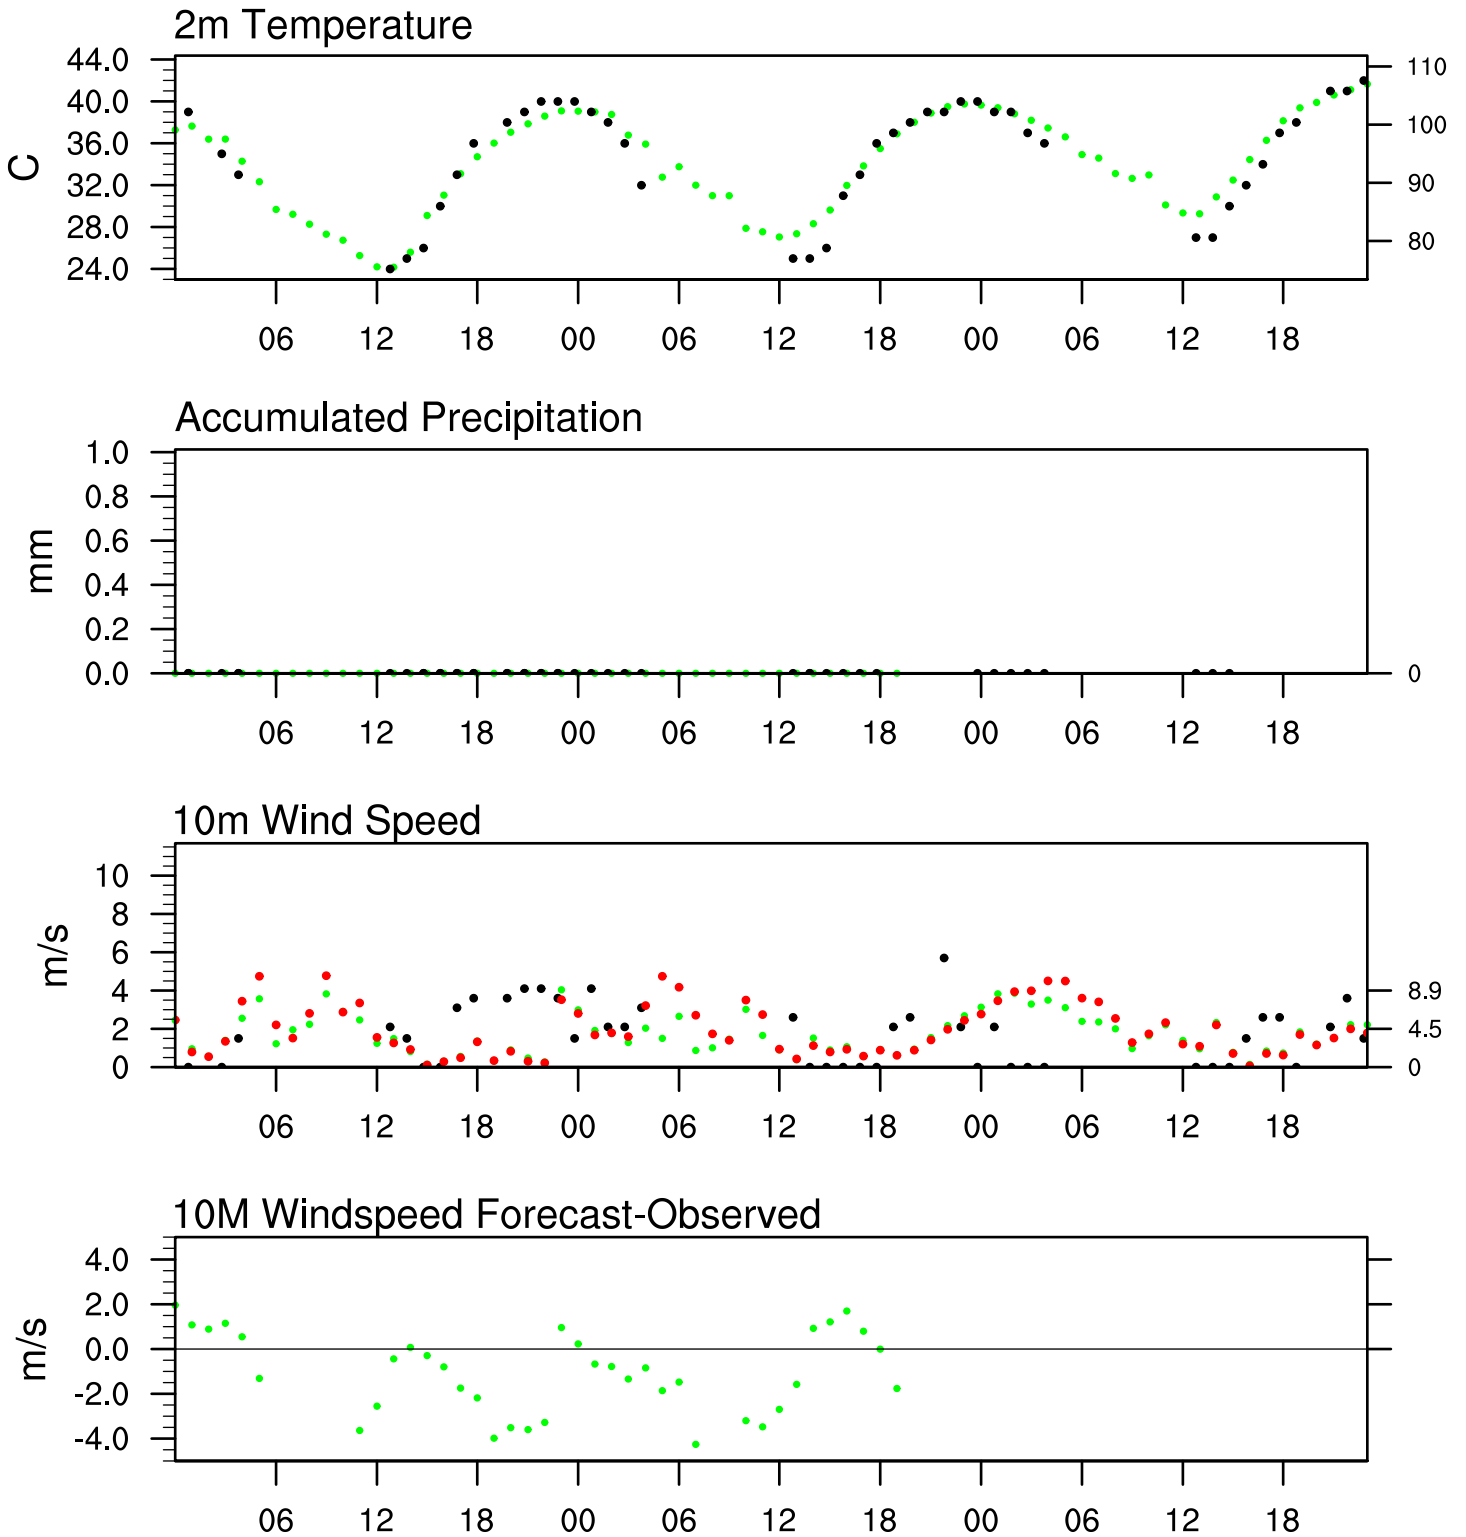 2m Temperature
44.0
40.0
36.0
32.0
28.0
24.0
C
110
100
90
80
06 12 18 00 06 12 18 00 06 12 18
Accumulated Precipitation
1.0
0.8
0.6
0.4
0.2
0.0
mm
0
06 12 18 00 06 12 18 00 06 12 18
10m Wind Speed
10
8
6
4
2
0
m/s
8.9
4.5
0
06 12 18 00 06 12 18 00 06 12 18
10M Windspeed Forecast-Observed
4.0
2.0
0.0
-2.0
-4.0
m/s
06 12 18 00 06 12 18 00 06 12 18